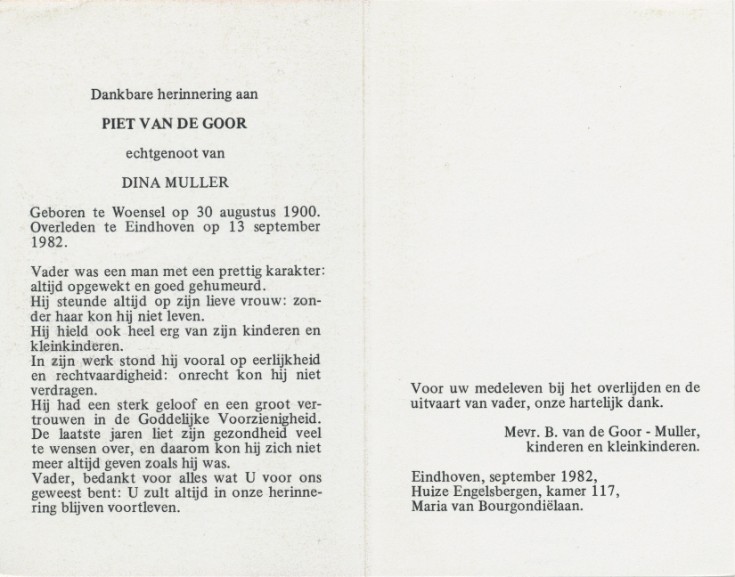 Dankbare herinnering aan
PIET VAN DE GOOR
echtgenoot van
DINA MULLER
Geboren te Woensel op 30 augustus 1900.
Overleden te Eindhoven op 13 september
1982.
Vader was een man met een prettig karakter:
altijd opgewekt en goed gehumeurd.
Hij steunde altijd op zijn lieve vrouw: zon-
der haar kon hij niet leven.
Hij hield ook heel erg van zijn kinderen en
kleinkinderen.
In zijn werk stond hij vooral op eerlijkheid
en rechtvaardigheid: onrecht kon hij niet
verdragen.
Hij had een sterk geloof en een groot ver-
trouwen in de Goddelijke Voorzienigheid.
De laatste jaren liet zijn gezondheid veel
te wensen over, en daarom kon hij zich niet
meer altijd geven zoals hij was.
Vader, bedankt voor alles wat U voor ons
geweest bent: U zult altijd in onze herinne-
ring blijven voortleven.
Voor uw medeleven bij het overlijden en de
uitvaart van vader, onze hartelijk dank.
Mevr. B. van de Goor - Muller,
kinderen en kleinkinderen.
Eindhoven, september 1982,
Huize Engelsbergen, kamer 117,
Maria van Bourgondiëlaan.